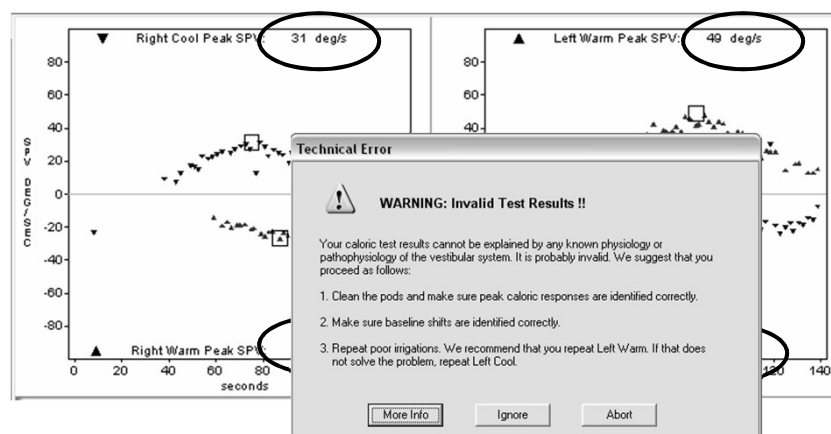 Right Cool Peak SPV: 31 deg/s
Left Warm Peak SPV: 49 deg/s
80
60
40
20
0
-20
-40
-60
-80
SPV DEG/SEC
80
60
40
Technical Error
WARNING: Invalid Test Results !!
Your caloric test results cannot be explained by any known physiology or
pathophysiology of the vestibular system. It is probably invalid. We suggest that you
proceed as follows:
1. Clean the pods and make sure peak caloric responses are identified correctly.
2. Make sure baseline shifts are identified correctly.
3. Repeat poor irrigations. We recommend that you repeat Left Warm. If that does
not solve the problem, repeat Left Cool.
More Info
Ignore
Abort
Right Warm Peak SPV:
0 20 40 60 80
120 140
seconds